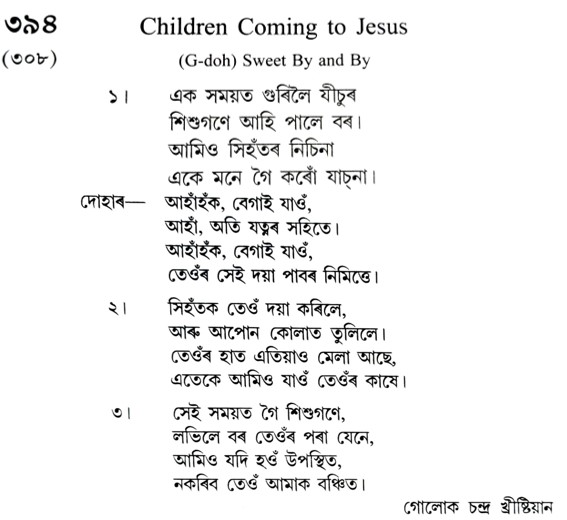 ৩৯৪ Children Coming to Jesus
(৩০৮) (G-doh) Sweet By and By
১। এক সময়ত গুৰিলৈ যীচুৰ
শিশুগণে আহি পালে বৰ।
আমিও সিহঁতৰ নিচিনা
একে মনে গৈ কৰোঁ যাচ্না।
দোহাৰ— আহাঁহঁক, বেগাই যাওঁ,
আহাঁ, অতি যত্নৰ সহিতে।
আহাঁহঁক, বেগাই যাওঁ,
তেওঁৰ সেই দয়া পাবৰ নিমিত্তে।
২। সিহঁতক তেওঁ দয়া কৰিলে,
আৰু আপোন কোলাত তুলিলে।
তেওঁৰ হাত এতিয়াও মেলা আছে,
এতেকে আমিও যাওঁ তেওঁৰ কাষে।
৩। সেই সময়ত গৈ শিশুগণে,
লভিলে বৰ তেওঁৰ পৰা যেনে,
আমিও যদি হওঁ উপস্থিত,
নকৰিব তেওঁ আমাক বঞ্চিত।
গোলোক চন্দ্ৰ খ্ৰীষ্টিয়ান